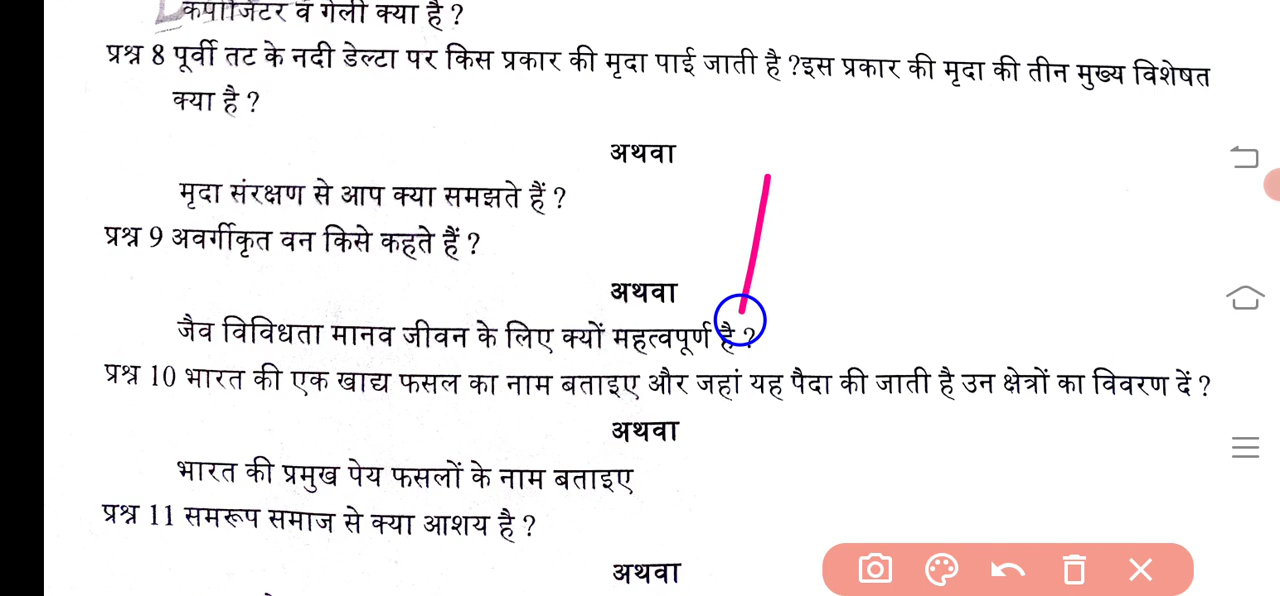 कंपोजिटर व गेली क्या है ?
प्रश्न 8 पूर्वी तट के नदी डेल्टा पर किस प्रकार की मृदा पाई जाती है ?इस प्रकार की मृदा की तीन मुख्य विशेषत
क्या है ?
अथवा
मृदा संरक्षण से आप क्या समझते हैं ?
प्रश्न 9 अवर्गीकृत वन किसे कहते हैं ?
अथवा
जैव विविधता मानव जीवन के लिए क्यों महत्वपूर्ण है ?
प्रश्न 10 भारत की एक खाद्य फसल का नाम बताइए और जहां यह पैदा की जाती है उन क्षेत्रों का विवरण दें ?
अथवा
भारत की प्रमुख पेय फसलों के नाम बताइए
प्रश्न 11 समरूप समाज से क्या आशय है ?
अथवा